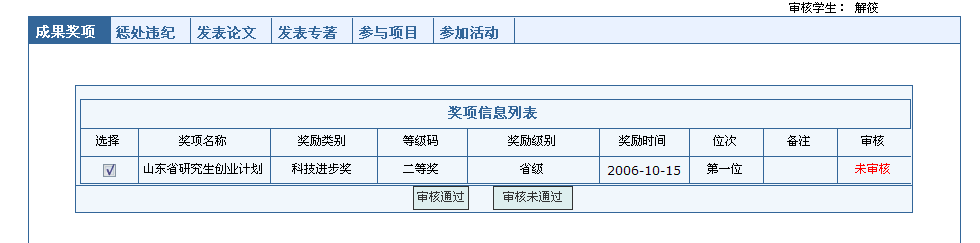 审核学生： 解筱
成果奖项 惩处违纪 发表论文 发表专著 参与项目 参加活动
奖项信息列表
选择 奖项名称 奖励类别 等级码 奖励级别 奖励时间 位次 备注 审核
山东省研究生创业计划 科技进步奖 二等奖 省级 2006-10-15 第一位 未审核
审核通过 审核未通过